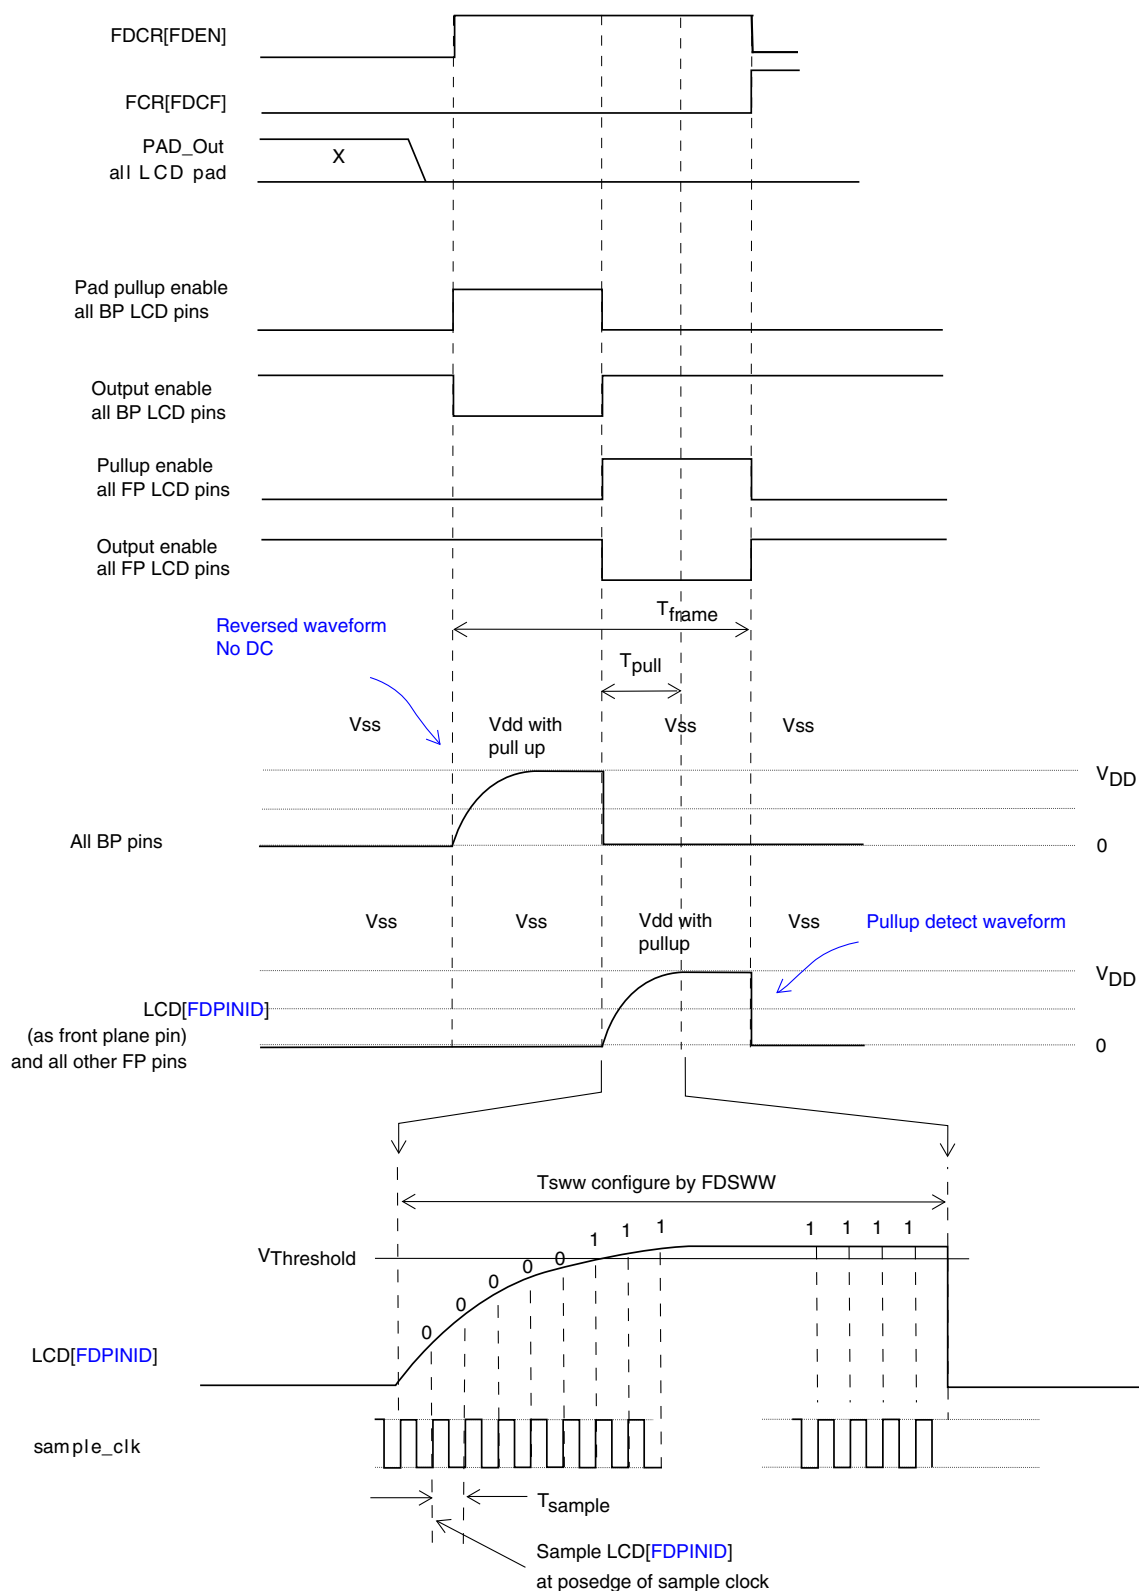 FDCR[FDEN]
FCR[FDCF]
PAD_Out
all LCD pad
X
Pad pullup enable
all BP LCD pins
Output enable
all BP LCD pins
Pullup enable
all FP LCD pins
Output enable
all FP LCD pins
Tframe
Reversed waveform
No DC
Tpull
Vss
Vdd with
pull up
Vss
Vss
VDD
All BP pins
0
Vss
Vss
Vdd with
pullup
Vss
Pullup detect waveform
VDD
LCD[FDPINID]
(as front plane pin)
and all other FP pins
0
Tsww configure by FDSWW
VThreshold
0 0 0 0 0 1 1 1 1 1 1 1
LCD[FDPINID]
sample_clk
Tsample
Sample LCD[FDPINID]
at posedge of sample clock